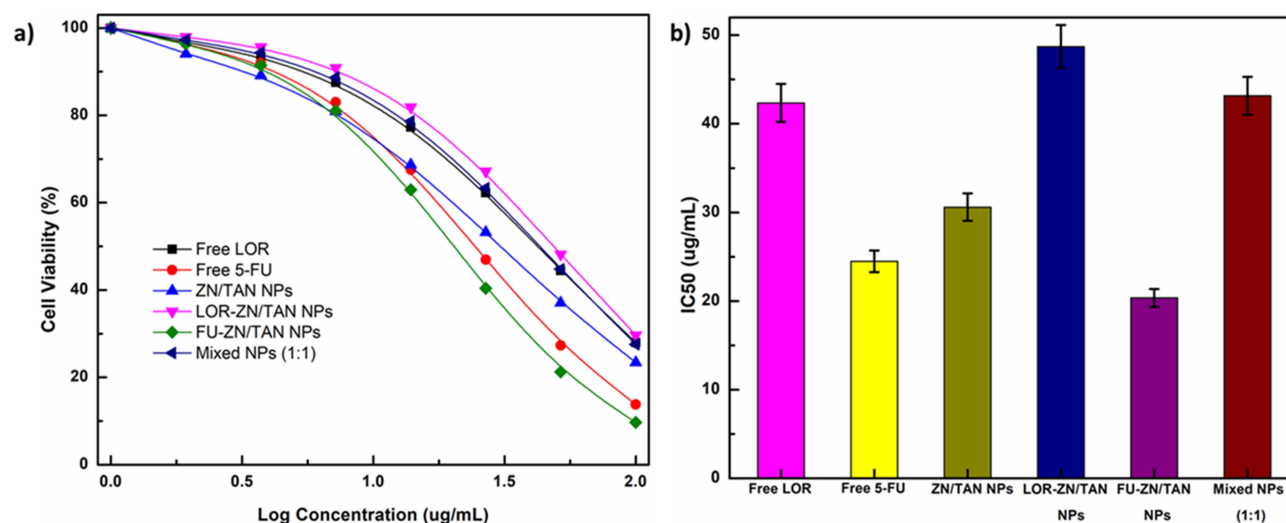 a)
100
80
60
40
20
0
Cell Viability (%)
Free LOR
Free 5-FU
ZN/TAN NPs
LOR-ZN/TAN NPs
FU-ZN/TAN NPs
Mixed NPs (1:1)
0.0 0.5 1.0 1.5 2.0
Log Concentration (ug/mL)
b)
50
40
30
20
10
0
IC50 (ug/mL)
Free LOR Free 5-FU ZN/TAN NPs LOR-ZN/TAN FU-ZN/TAN Mixed NPs
NPs NPs (1:1)